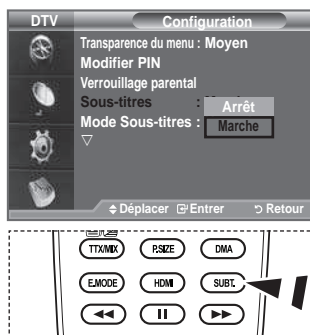 DTV Configuration
Transparence du menu : Moyen
Modifier PIN
Verrouillage parental
Sous-titres : Arrêt
Mode Sous-titres : Marche
Déplacer Entrer Retour
TTX/MIX P.SIZE DMA
E.MODE HDMI SUBT.